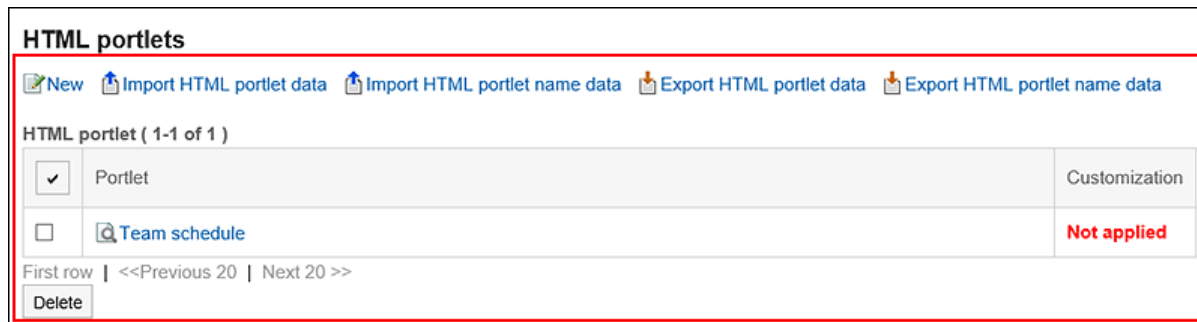 HTML portlets
New Import HTML portlet data Import HTML portlet name data Export HTML portlet data Export HTML portlet name data
HTML portlet ( 1-1 of 1 )
Portlet Customization
Team schedule Not applied
First row | <<Previous 20 | Next 20 >>
Delete